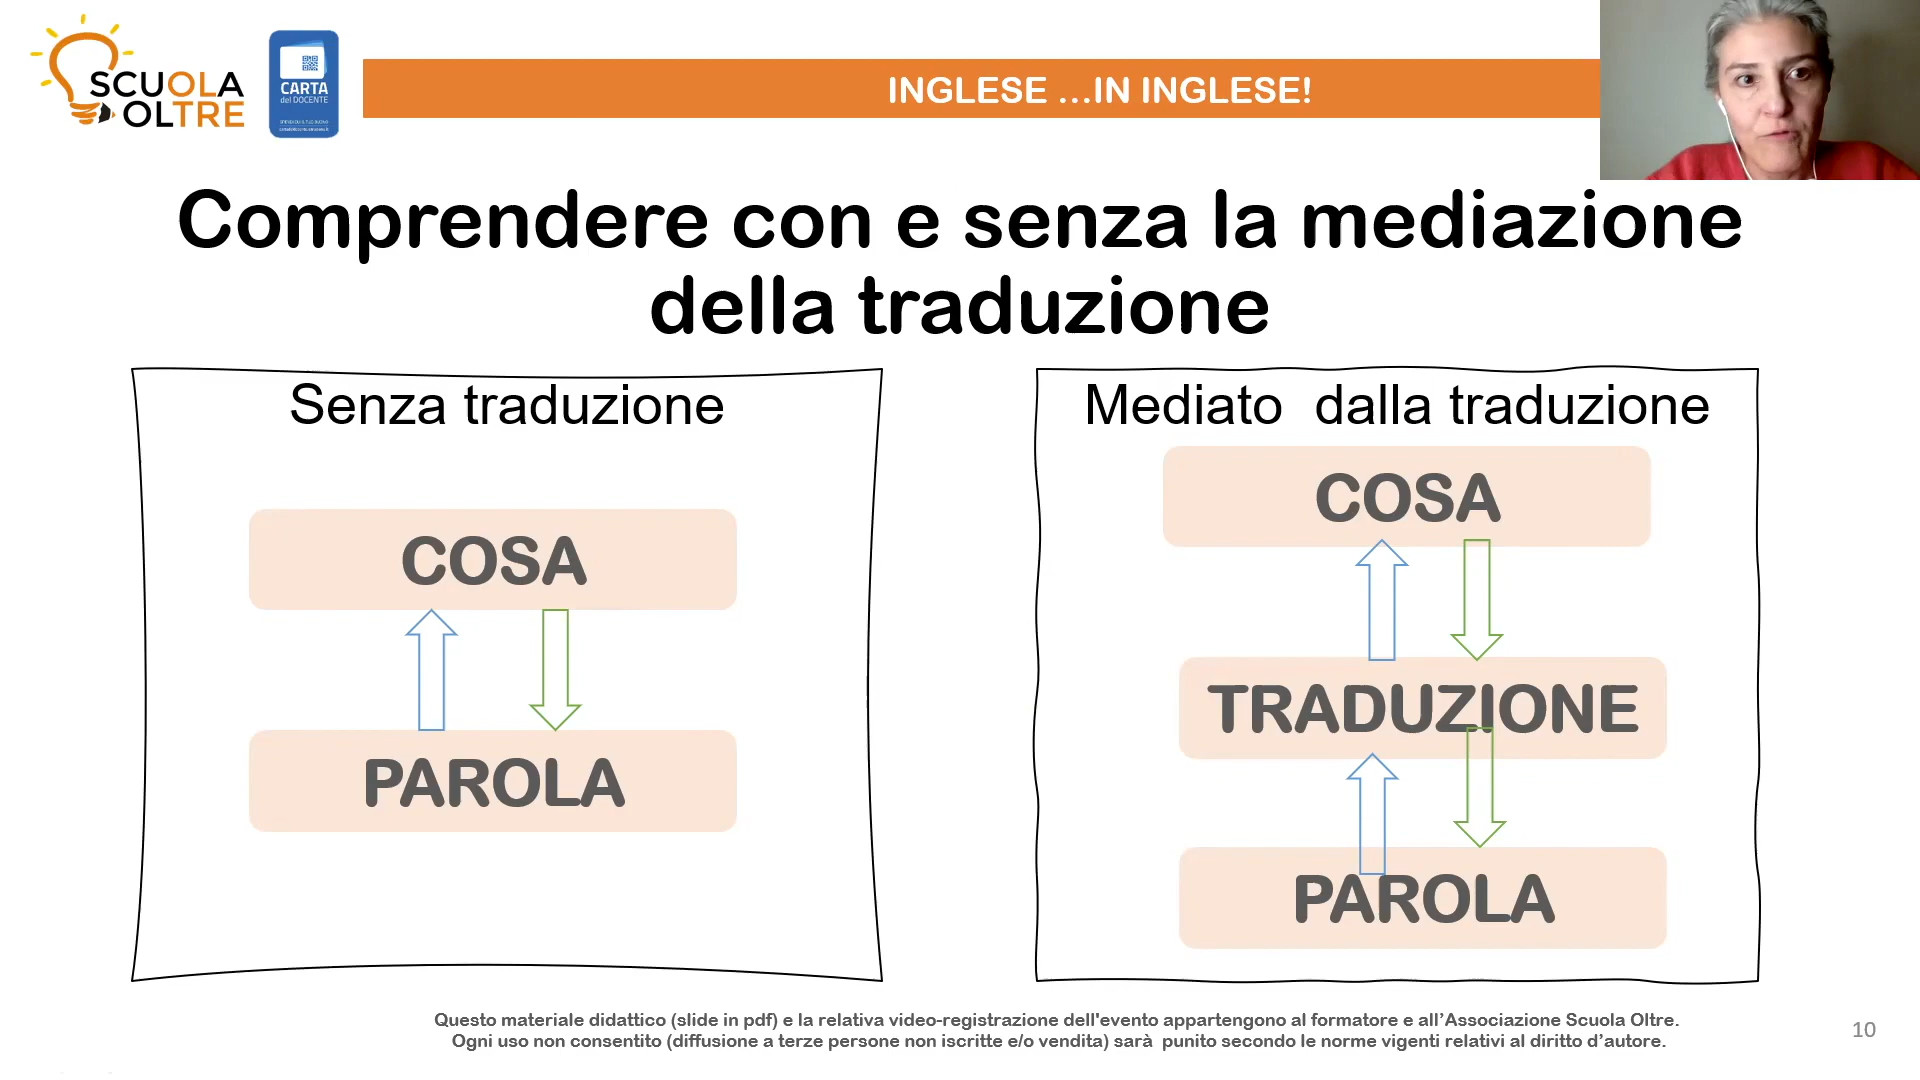 SCUOLA
OLTRE
CARTA
del DOCENTE
INGLESE ...IN INGLESE!
Comprendere con e senza la mediazione
della traduzione
Senza traduzione
COSA
PAROLA
Mediato dalla traduzione
COSA
TRADUZIONE
PAROLA
Questo materiale didattico (slide in pdf) e la relativa video-registrazione dell'evento appartengono al formatore e all’Associazione Scuola Oltre.
Ogni uso non consentito (diffusione a terze persone non iscritte e/o vendita) sarà punito secondo le norme vigenti relativi al diritto d’autore.
10